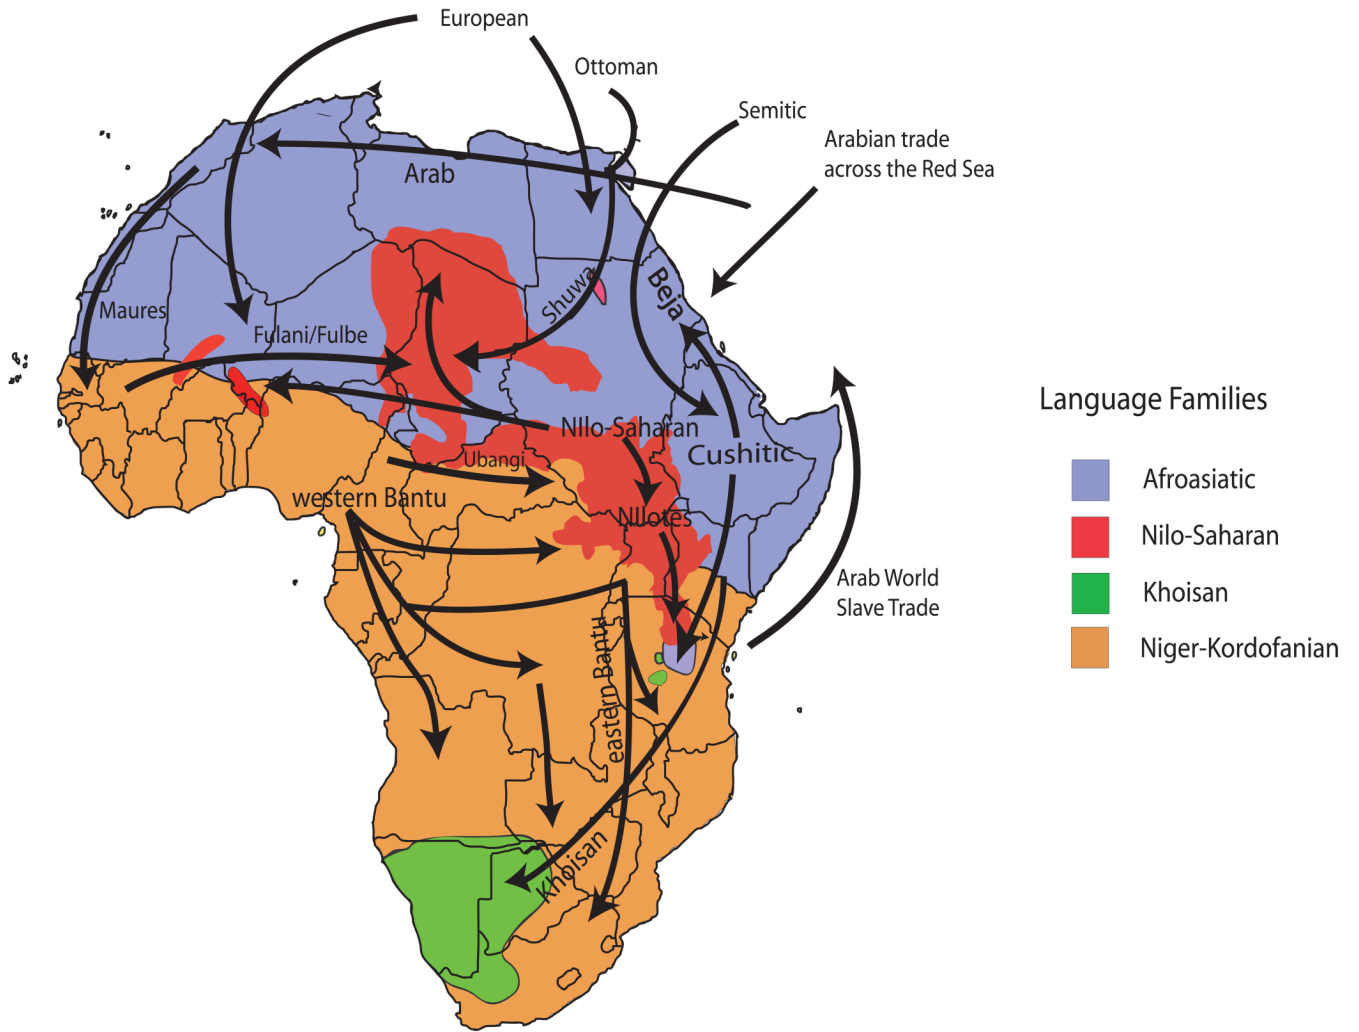 European
Ottoman
Semitic
Arabian trade
across the Red Sea
Arab
Beja
Shuwa
Maures
Fulani/Fulbe
NIlo-Saharan
Cushitic
Ubangi
western Bantu
NIlotes
Arab World
Slave Trade
eastern Bantu
Khoisan
Language Families
Afroasiatic
Nilo-Saharan
Khoisan
Niger-Kordofanian